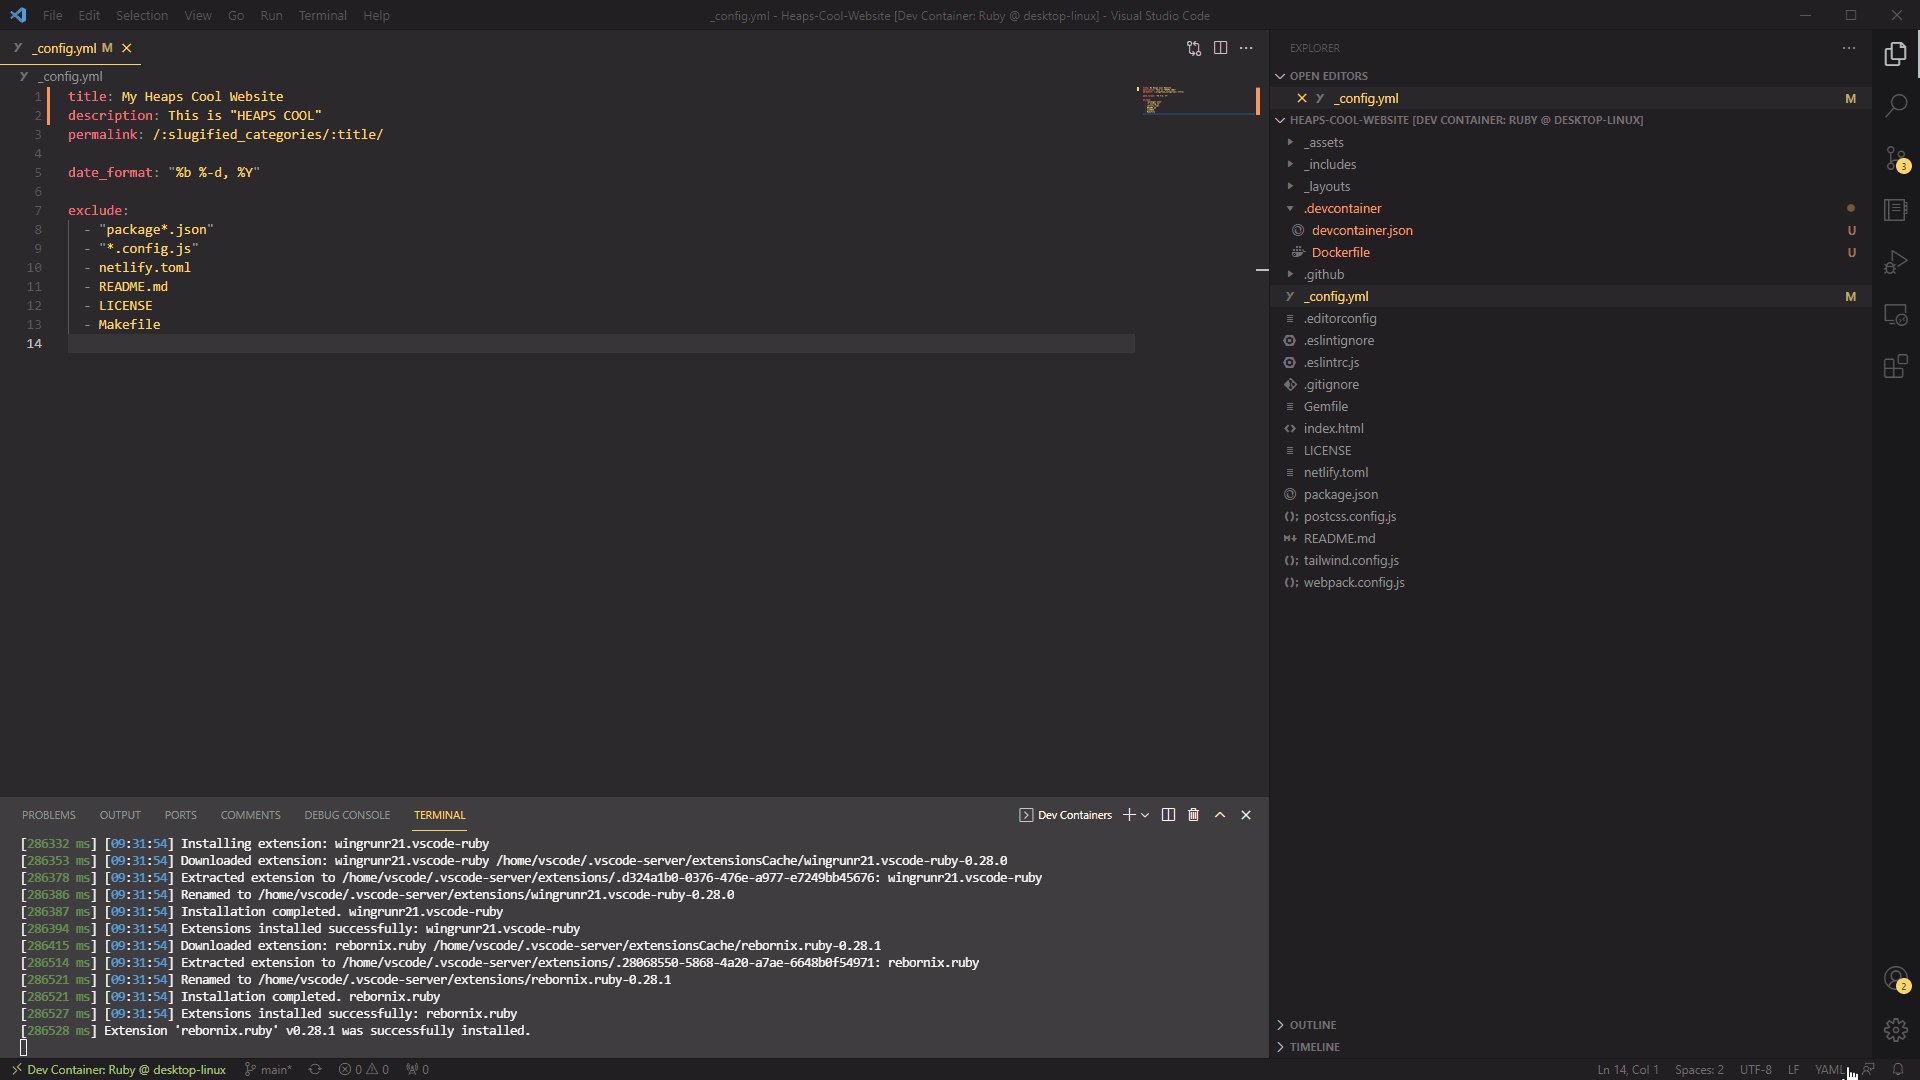 File Edit Selection View Go Run Terminal Help
_config.yml - Heaps-Cool-Website [Dev Container: Ruby @ desktop-linux] - Visual Studio Code
_config.yml M
_config.yml
1 title: My Heaps Cool Website
2 description: This is "HEAPS COOL"
3 permalink: /:slugified_categories/:title/
4
5 date_format: "%b %-d, %Y"
6
7 exclude:
8 - "package*.json"
9 - "*.config.js"
10 - netlify.toml
11 - README.md
12 - LICENSE
13 - Makefile
14
PROBLEMS OUTPUT PORTS COMMENTS DEBUG CONSOLE TERMINAL
Dev Containers
[286332 ms] [09:31:54] Installing extension: wingrunr21.vscode-ruby
[286353 ms] [09:31:54] Downloaded extension: wingrunr21.vscode-ruby /home/vscode/.vscode-server/extensionsCache/wingrunr21.vscode-ruby-0.28.0
[286378 ms] [09:31:54] Extracted extension to /home/vscode/.vscode-server/extensions/.d324a1b0-0376-476e-a977-e7249bb45676: wingrunr21.vscode-ruby
[286386 ms] [09:31:54] Renamed to /home/vscode/.vscode-server/extensions/wingrunr21.vscode-ruby-0.28.0
[286387 ms] [09:31:54] Installation completed. wingrunr21.vscode-ruby
[286394 ms] [09:31:54] Extensions installed successfully: wingrunr21.vscode-ruby
[286415 ms] [09:31:54] Downloaded extension: rebornix.ruby /home/vscode/.vscode-server/extensionsCache/rebornix.ruby-0.28.1
[286514 ms] [09:31:54] Extracted extension to /home/vscode/.vscode-server/extensions/.28068550-5868-4a20-a7ae-6648b0f54971: rebornix.ruby
[286521 ms] [09:31:54] Renamed to /home/vscode/.vscode-server/extensions/rebornix.ruby-0.28.1
[286521 ms] [09:31:54] Installation completed. rebornix.ruby
[286527 ms] [09:31:54] Extensions installed successfully: rebornix.ruby
[286528 ms] Extension 'rebornix.ruby' v0.28.1 was successfully installed.
EXPLORER
OPEN EDITORS
_config.yml M
HEAPS-COOL-WEBSITE [DEV CONTAINER: RUBY @ DESKTOP-LINUX]
_assets
_includes
_layouts
.devcontainer
devcontainer.json U
Dockerfile U
.github
_config.yml M
.editorconfig
.eslintignore
.eslintrc.js
.gitignore
Gemfile
index.html
LICENSE
netlify.toml
package.json
postcss.config.js
README.md
tailwind.config.js
webpack.config.js
OUTLINE
TIMELINE
3
2
Dev Container: Ruby @ desktop-linux main* 0 0 0
Ln 14, Col 1 Spaces: 2 UTF-8 LF YAML